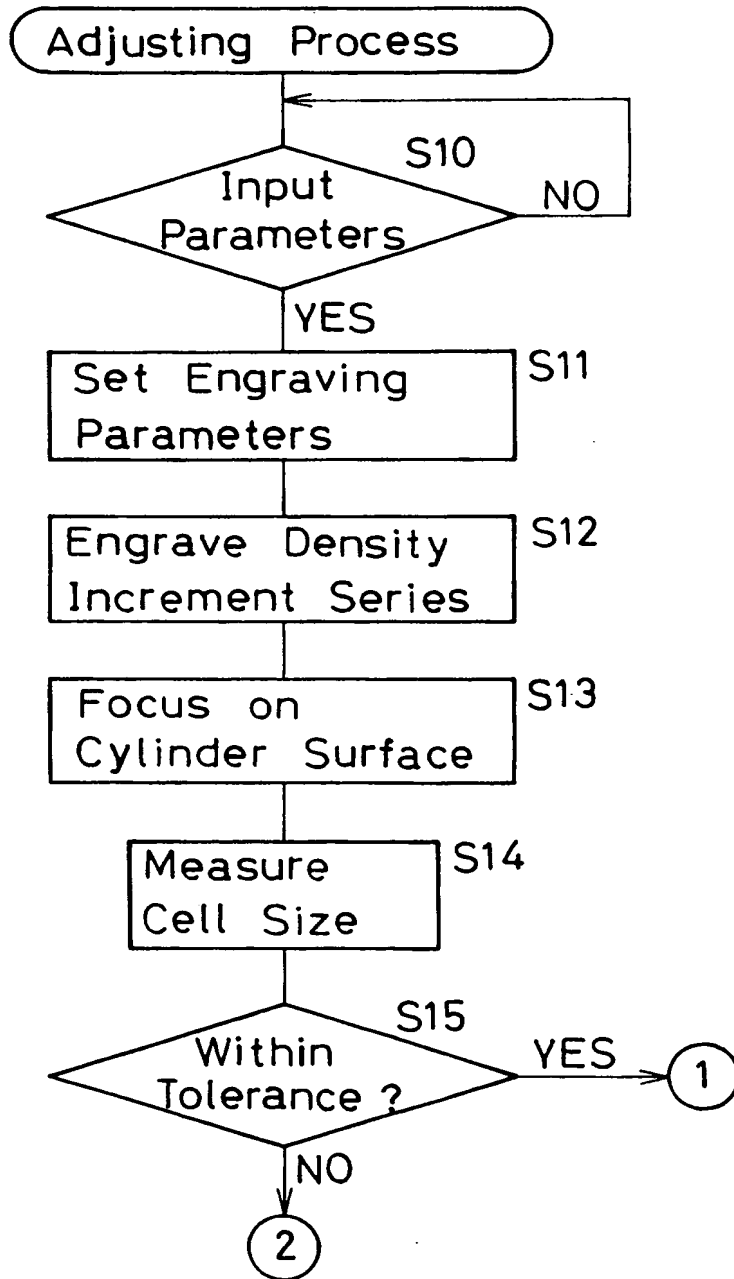 Adjusting Process
S10
Input
Parameters
NO
YES
Set Engraving
Parameters
S11
Engrave Density
Increment Series
S12
Focus on
Cylinder Surface
S13
Measure
Cell Size
S14
S15
Within
Tolerance ?
YES
1
NO
2